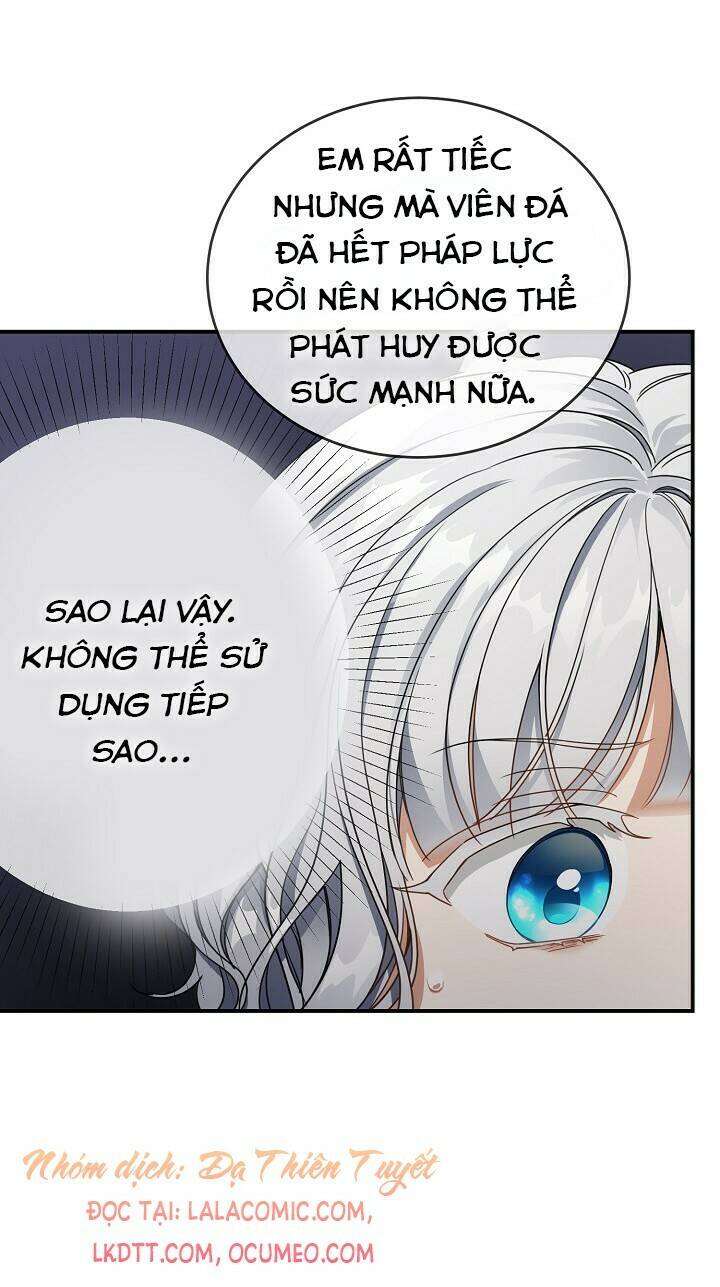 EM RẤT TIẾC
NHƯNG MÀ VIÊN ĐÁ
ĐÃ HẾT PHÁP LỰC
RỒI NÊN KHÔNG THỂ
PHÁT HUY ĐƯỢC
SỨC MẠNH NỮA.
SAO LẠI VẬY.
KHÔNG THỂ SỬ
DỤNG TIẾP
SAO...
Nhóm dịch: Dạ Thiên Tuyết
ĐỌC TẠI: LALACOMIC.COM,
LKDTT.COM, OCUMEO.COM